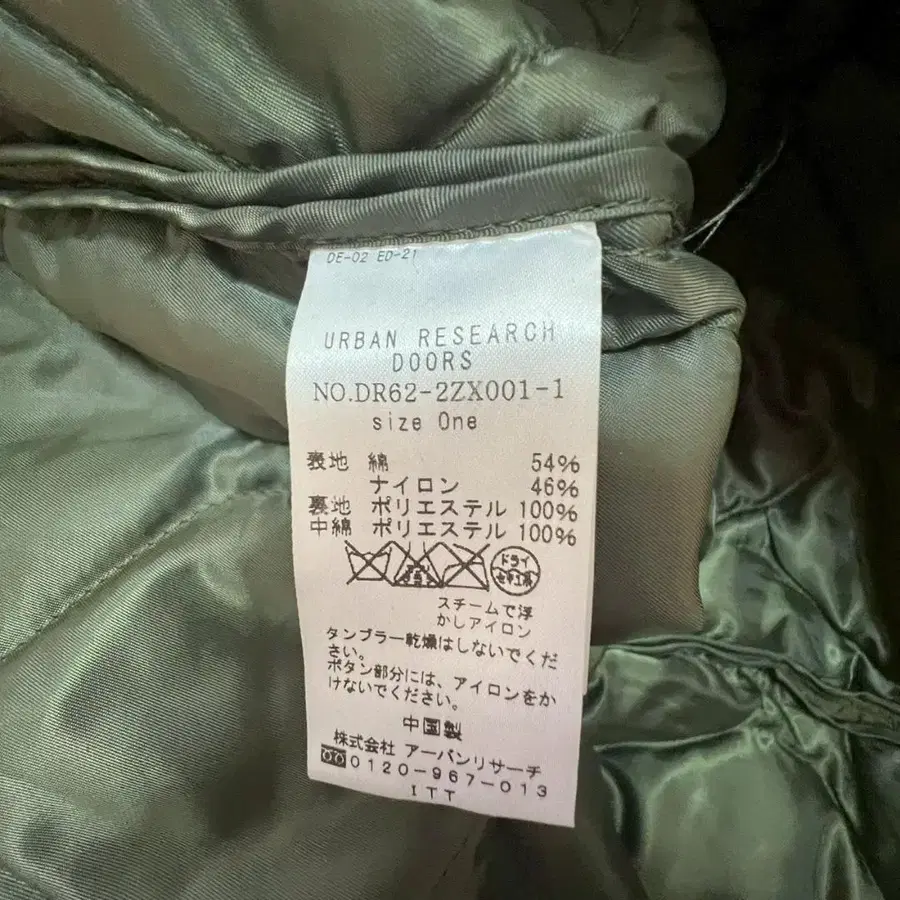 DE-02 ED-21
URBAN RESEARCH
DOORS
NO.DR62-2ZX001-1
size One
表地 綿 54%
ナイロン 46%
裏地 ポリエステル 100%
中綿 ポリエステル 100%
ドライ
セキユ系
スチームで浮
かしアイロン
タンブラー乾燥はしないでくだ
さい。
ボタン部分には、アイロンをか
けないでください。
中国製
株式会社 アーバンリサーチ
0120-967-013
ITT